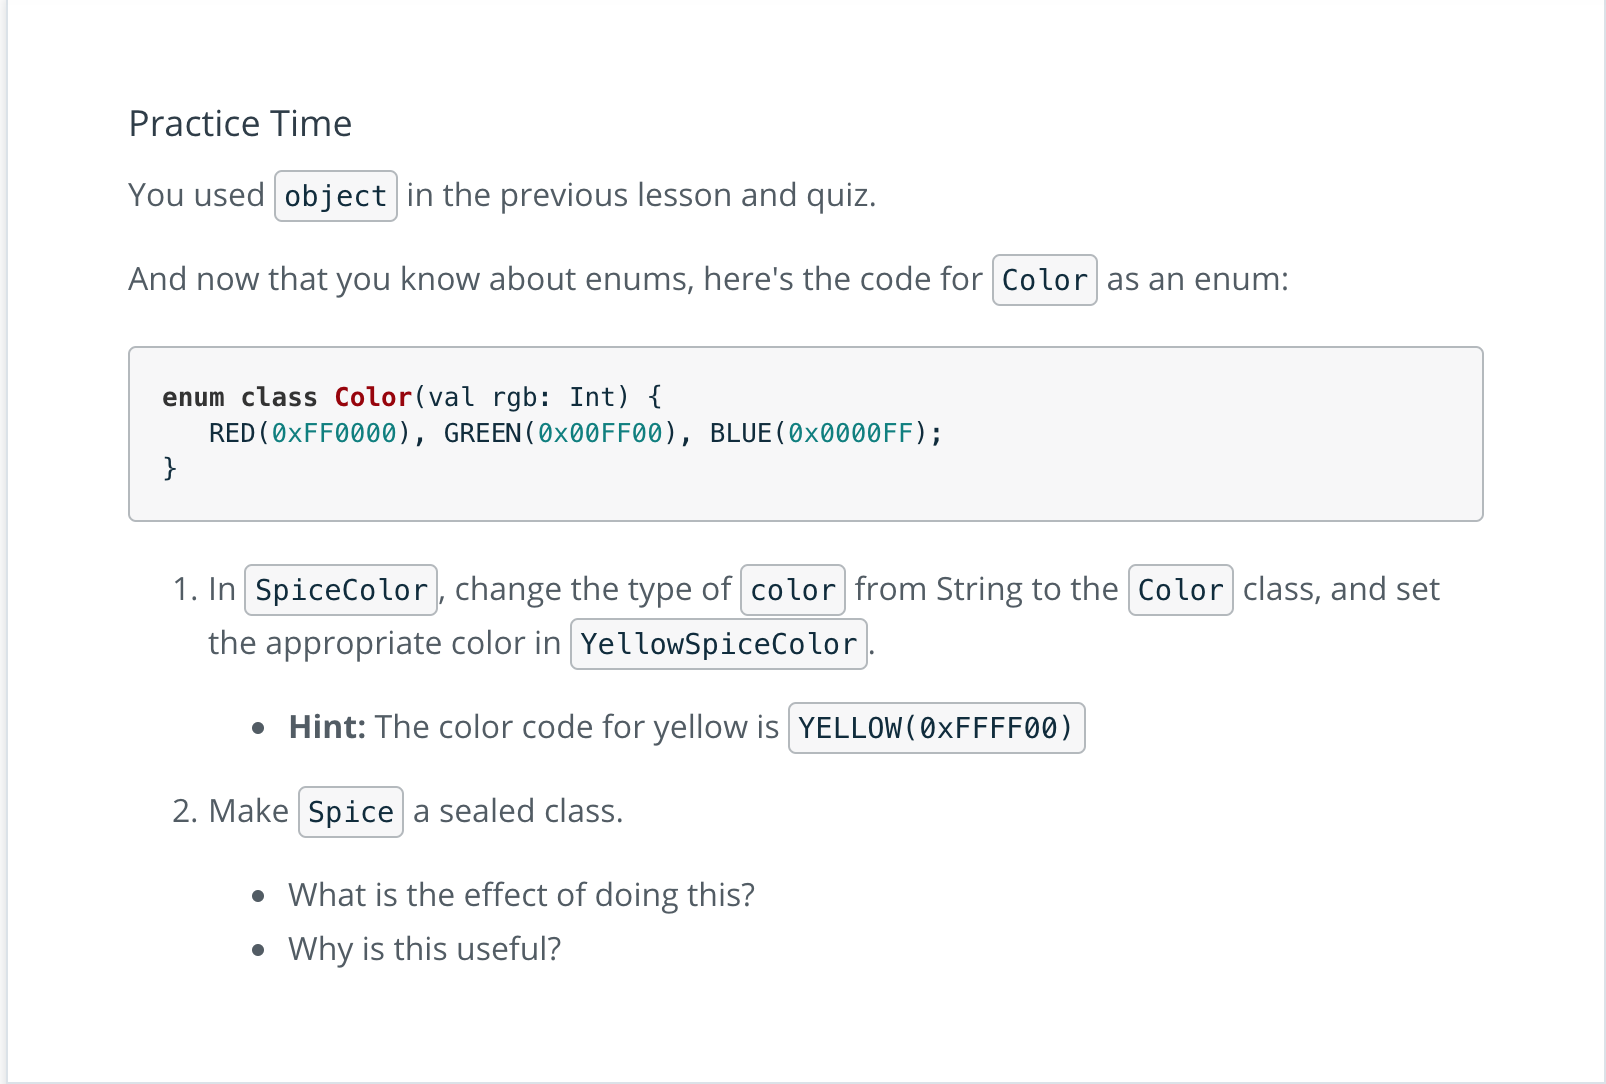 Practice Time
You used object in the previous lesson and quiz.
And now that you know about enums, here's the code for Color as an enum:
enum class Color(val rgb: Int) {
   RED(0xFF0000), GREEN(0x00FF00), BLUE(0x0000FF);
}
1. In SpiceColor, change the type of color from String to the Color class, and set
the appropriate color in YellowSpiceColor.
• Hint: The color code for yellow is YELLOW(0xFFFF00)
2. Make Spice a sealed class.
• What is the effect of doing this?
• Why is this useful?